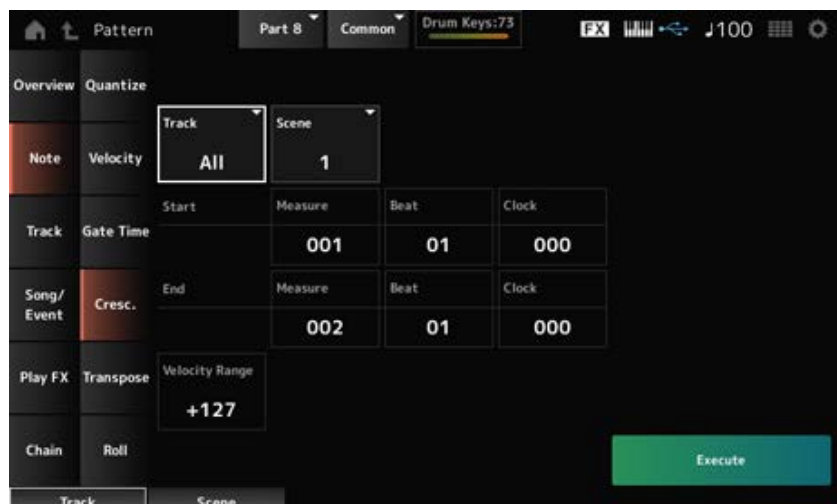 Pattern
Part 8
Common
Drum Keys:73
FX
♩100
Overview
Quantize
Note
Velocity
Track
All
Scene
1
Track
Gate Time
Start
Measure
001
Beat
01
Clock
000
Song/
Event
Cresc.
End
Measure
002
Beat
01
Clock
000
Play FX
Transpose
Velocity Range
+127
Chain
Roll
Execute
Track
Scene